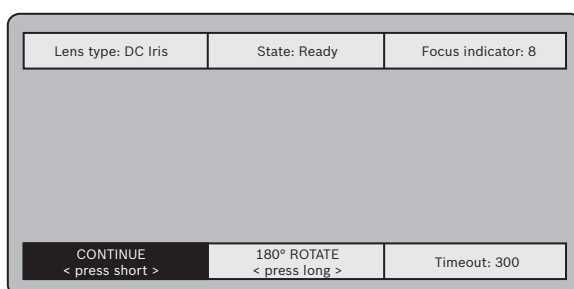 Lens type: DC Iris
State: Ready
Focus indicator: 8
CONTINUE
< press short >
180° ROTATE
< press long >
Timeout: 300